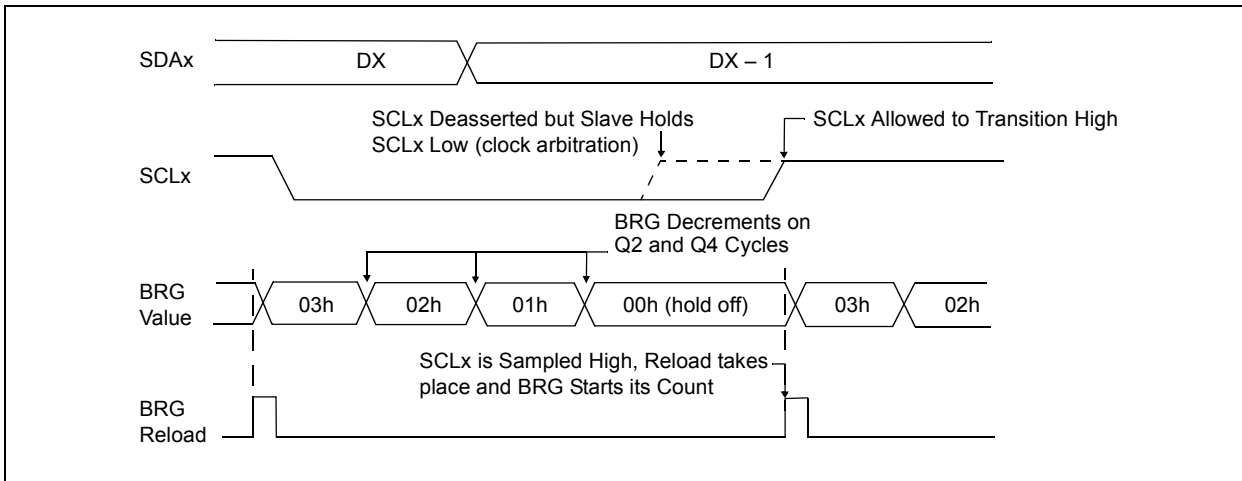 SDAx
DX
DX – 1
SCLx Deasserted but Slave Holds
SCLx Low (clock arbitration)
SCLx Allowed to Transition High
SCLx
BRG Decrements on
Q2 and Q4 Cycles
BRG
Value
03h
02h
01h
00h (hold off)
03h
02h
SCLx is Sampled High, Reload takes
place and BRG Starts its Count
BRG
Reload